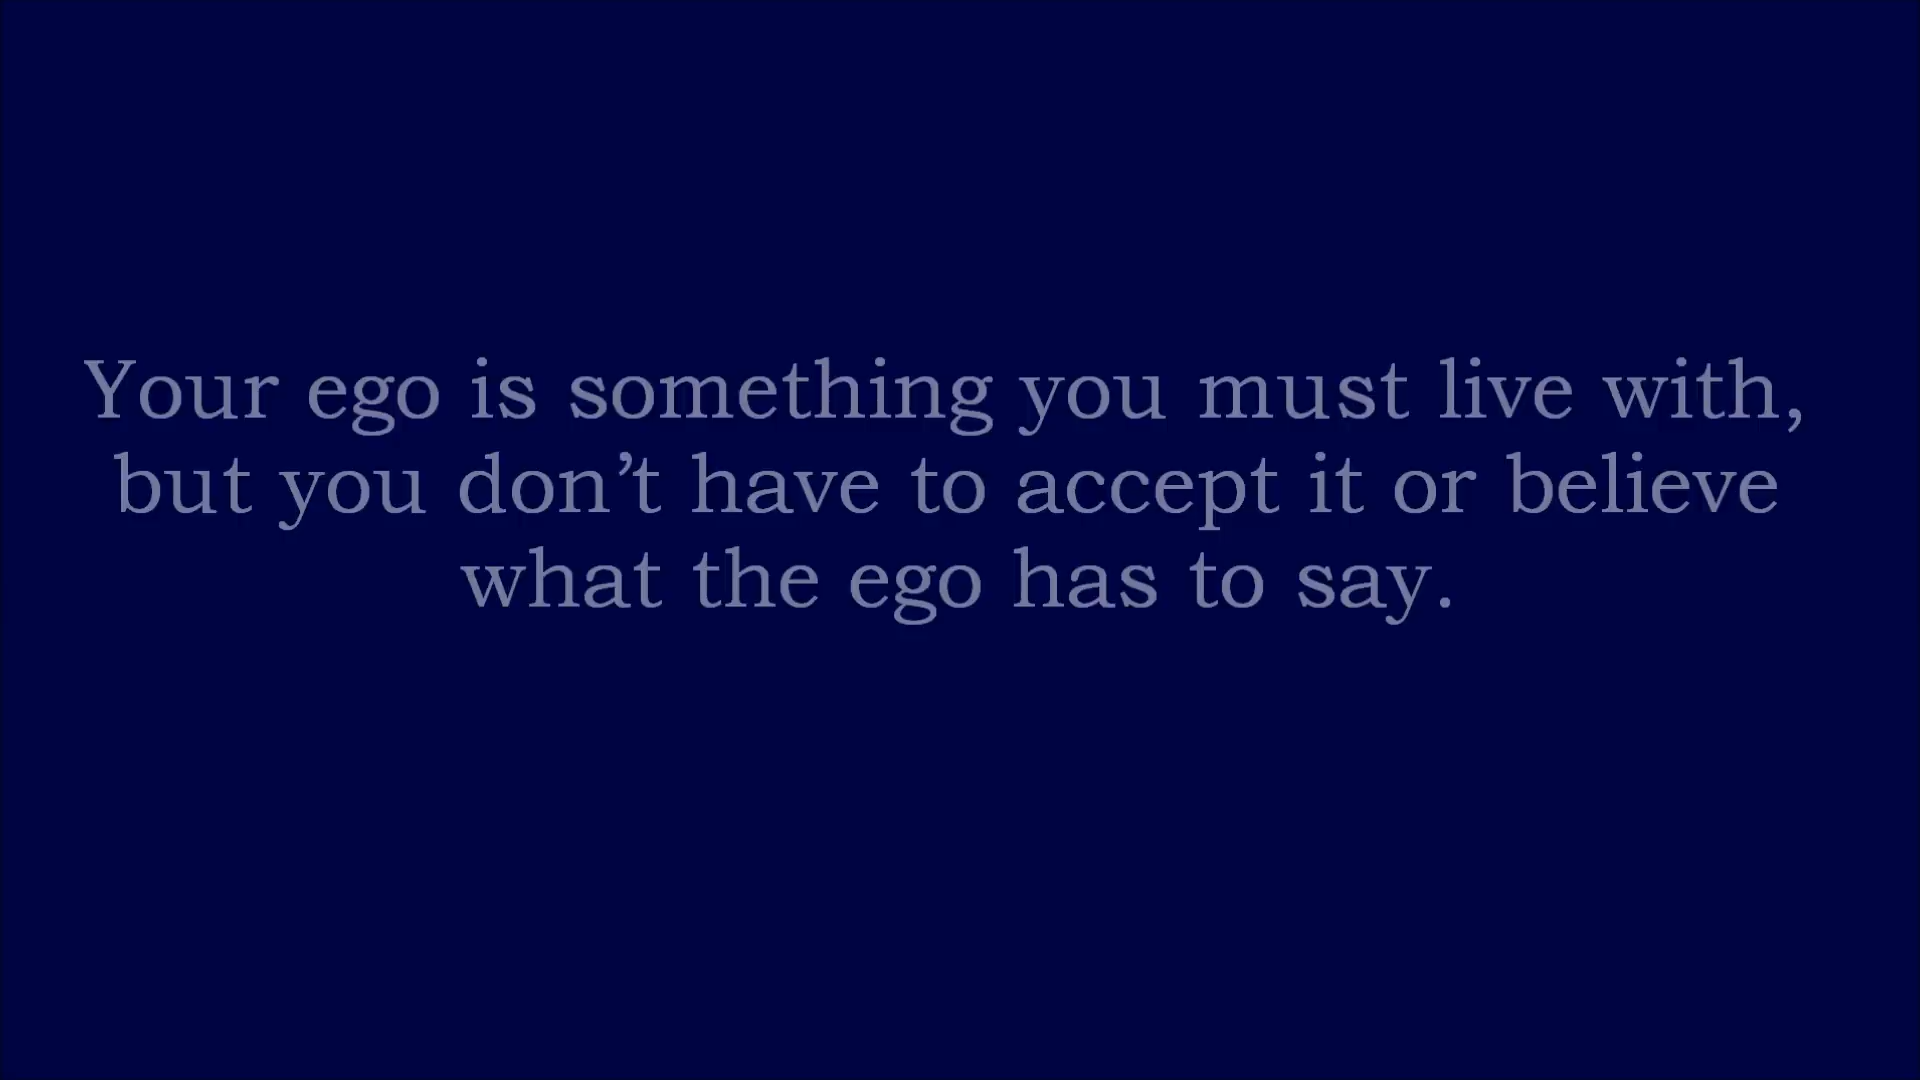 Your ego is something you must live with,
but you don’t have to accept it or believe
what the ego has to say.